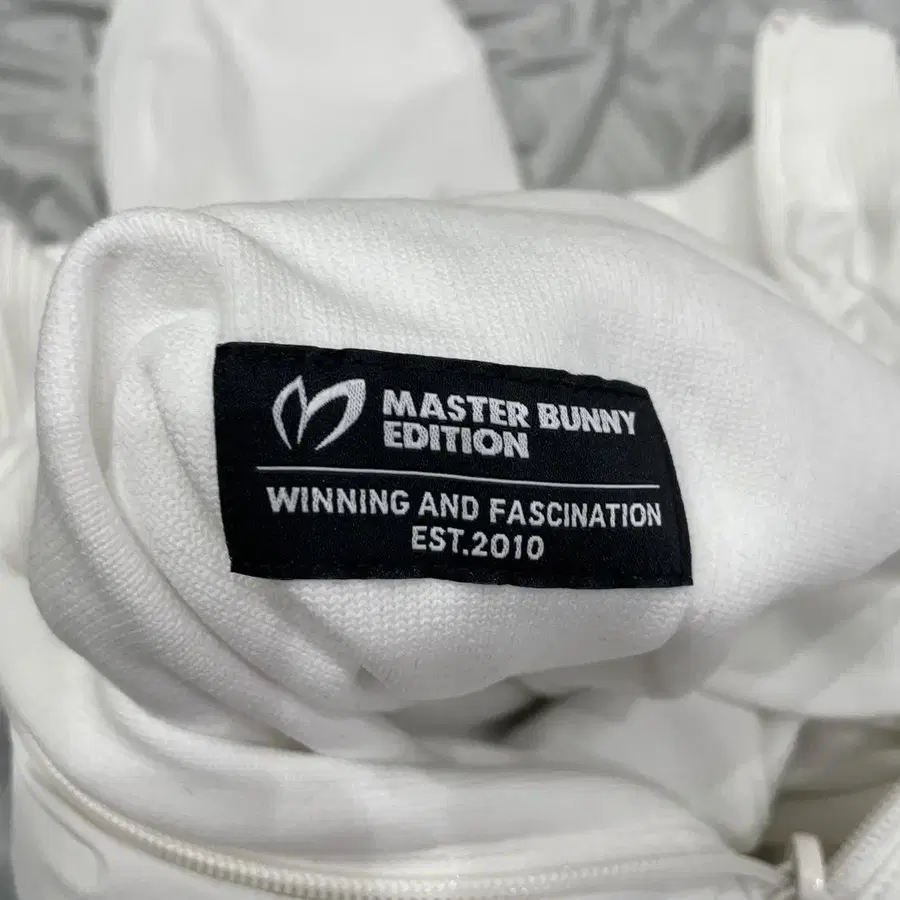 MASTER BUNNY
EDITION
WINNING AND FASCINATION
EST.2010